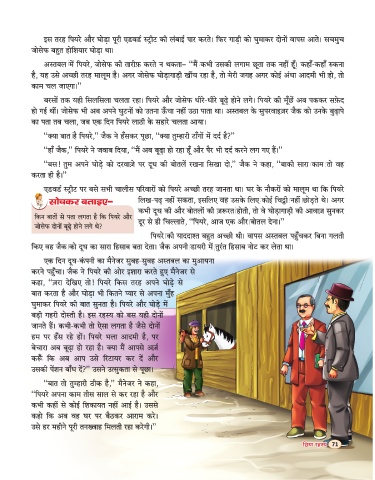 इस तरह पियरे और घोड़ा पूरी एडवर्ड स्ट्रीट की लंबाई पार करते। फिर गाड़ी को घुमाकर दोनों वापस आते। सचमुच
जोसेफ बहुत होशियार घोड़ा था।
अस्तबल में पियरे, जोसेफ की तारीफ करते न थकता– “मैं कभी उसकी लगाम छूता तक नहीं हूँ। कहाँ-कहाँ रुकना
है, यह उसे अच्छी तरह मालूम है। अगर जोसेफ घोड़ागाड़ी खींच रहा है, तो मेरी जगह अगर कोई अंधा आदमी भी हो, तो
काम चल जाएगा।”
बरसों तक यही सिलसिला चलता रहा। पियरे और जोसेफ धीरे-धीरे बूढ़े होने लगे। पियरे की मूँछें अब पककर सफ़ेद
हो गई थीं। जोसेफ भी अब अपने घुटनों को उतना ऊँचा नहीं उठा पाता था। अस्तबल के सुपरवाइज़र जैक को उनके बुढ़ापे
का पता तब चला, जब एक दिन पियरे लाठी के सहारे चलता आया।
“क्या बात है पियरे,” जैक ने हँसकर पूछा, “क्या तुम्हारी टाँगों में दर्द है?”
“हाँ जैक,” पियरे ने जवाब दिया, “मैं अब बूढ़ा हो रहा हूँ और पैर भी दर्द करने लग गए हैं।”
“बस! तुम अपने घोड़े को दरवाज़े पर दूध की बोतलें रखना सिखा दो,” जैक ने कहा, “बाकी सारा काम तो वह
करता ही है।”
एडवर्ड स्ट्रीट पर बसे सभी चालीस परिवारों को पियरे अच्छी तरह जानता था। घर के नौकरों को मालूम था कि पियरे
सोचकर बताइए–
किन बातों से पता लगता है कि पियरे और
जोसेफ दोनों बूढ़े होने लगे थे?
लिख-पढ़ नहीं सकता, इसलिए वह उसके लिए कोई चिट्ठी नहीं छोड़ते थे। अगर
कभी दूध की और बोतलों की ज़रूरत होती, तो वे घोड़ागाड़ी की आवाज़ सुनकर
दूर से ही चिल्लाते, “पियरे, आज एक और बोतल देना।”
पियरे की याददाश्त बहुत अच्छी थी। वापस अस्तबल पहुँचकर बिना गलती
किए वह जैक को दूध का सारा हिसाब बता देता। जैक अपनी डायरी में तुरंत हिसाब नोट कर लेता था।
एक दिन दूध-कंपनी का मैनेजर सुबह-सुबह अस्तबल का मुआयना
करने पहुँचा। जैक ने पियरे की ओर इशारा करते हुए मैनेजर से
कहा, “ज़रा देखिए तो! पियरे किस तरह अपने घोड़े से
बात करता है और घोड़ा भी कितने प्यार से अपना मुँह
घुमाकर पियरे की बात सुनता है। पियरे और घोड़े में
बड़ी गहरी दोस्ती है। इस रहस्य को बस यही दोनों
जानते हैं। कभी-कभी तो ऐसा लगता है जैसे दोनों
हम पर हँस रहे हों। पियरे भला आदमी है, पर
बेचारा अब बूढ़ा हो रहा है। क्या मैं आपसे अर्ज़
करूँ कि अब आप उसे रिटायर कर दें और
उसकी पेंशन बाँध दें?” उसने उत्सुकता से पूछा।
“बात तो तुम्हारी ठीक है,” मैनेजर ने कहा,
“पियरे अपना काम तीस साल से कर रहा है और
कभी कहीं से कोई शिकायत नहीं आई है। उससे
कहो कि अब वह घर पर बैठकर आराम करे।
उसे हर महीने पूरी तनख्वाह मिलती रहा करेगी।”
छिपा रहस्य 71